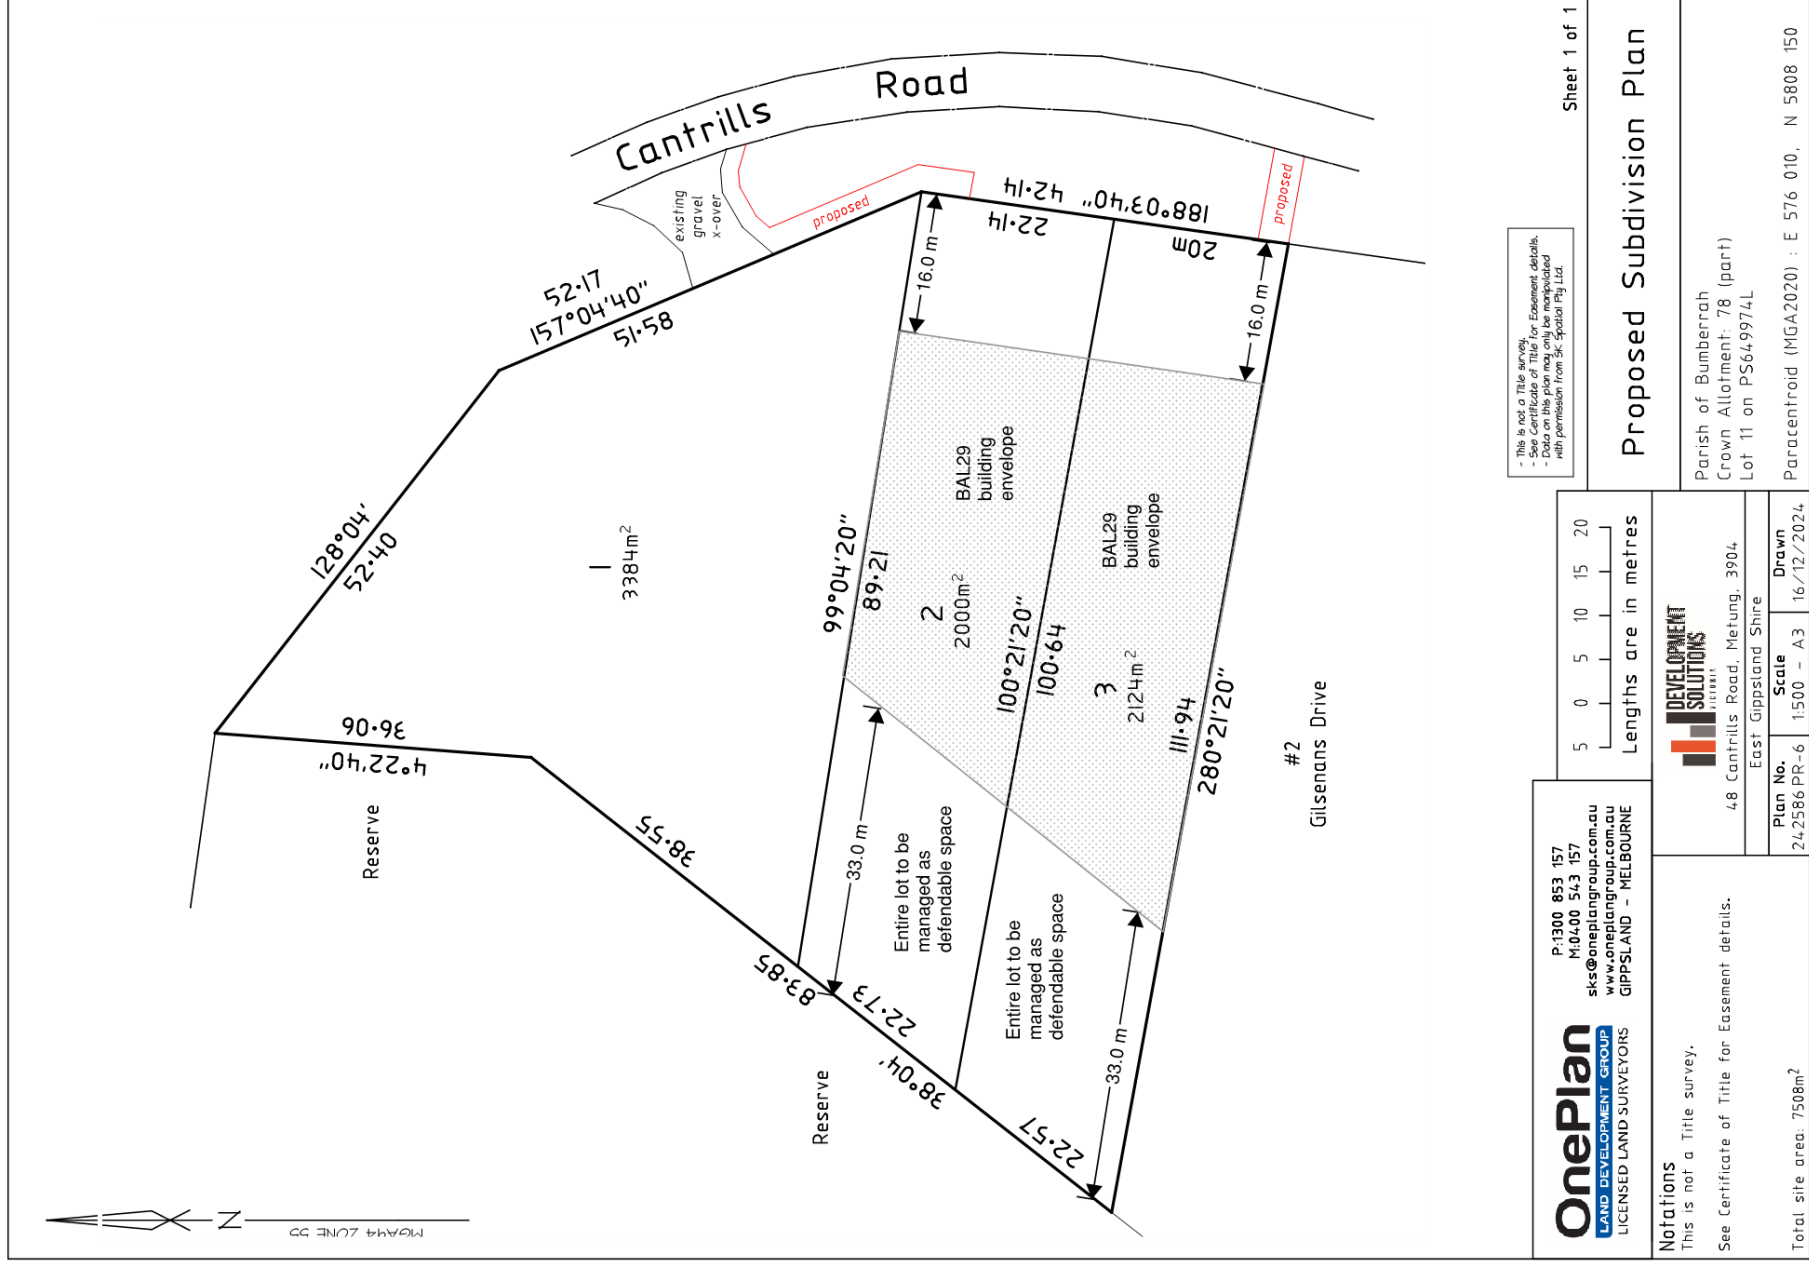 Cantrills Road
existing
gravel
x-over
proposed
proposed
52·17
157°04'40"
51·58
128°04'
52·40
36·06
4°22'40"
Reserve
38·55
83·85
38°04'
22·73
22·57
Reserve
1
3384m²
99°04'20"
89·21
BAL29
building
envelope
2
2000m²
100°21'20"
100·64
BAL29
building
envelope
3
2124m²
111·94
280°21'20"
16.0 m
16.0 m
42·14
188°03'40"
22·14
20m
33.0 m
33.0 m
Entire lot to be
managed as
defendable space
Entire lot to be
managed as
defendable space
#2
Gilsenans Drive
N
MGA94 ZONE 55
- This is not a Title survey.
- See Certificate of Title for Easement details.
- Data on this plan may only be manipulated
with permission from SK Spatial Pty Ltd.
5 0 5 10 15 20
Lengths are in metres
Sheet 1 of 1
Proposed Subdivision Plan
Parish of Bumberrah
Crown Allotment: 78 (part)
Lot 11 on PS649974L
Paracentroid (MGA2020) : E 576 010, N 5808 150
DEVELOPMENT
SOLUTIONS
VICTORIA
48 Cantrills Road, Metung, 3904
East Gippsland Shire
Plan No.
242586PR-6
Scale
1:500 - A3
Drawn
16/12/2024
OnePlan
LAND DEVELOPMENT GROUP
LICENSED LAND SURVEYORS
P:1300 853 157
M:0400 543 157
sks@oneplangroup.com.au
www.oneplangroup.com.au
GIPPSLAND - MELBOURNE
Notations
This is not a Title survey.
See Certificate of Title for Easement details.
Total site area: 7508m²